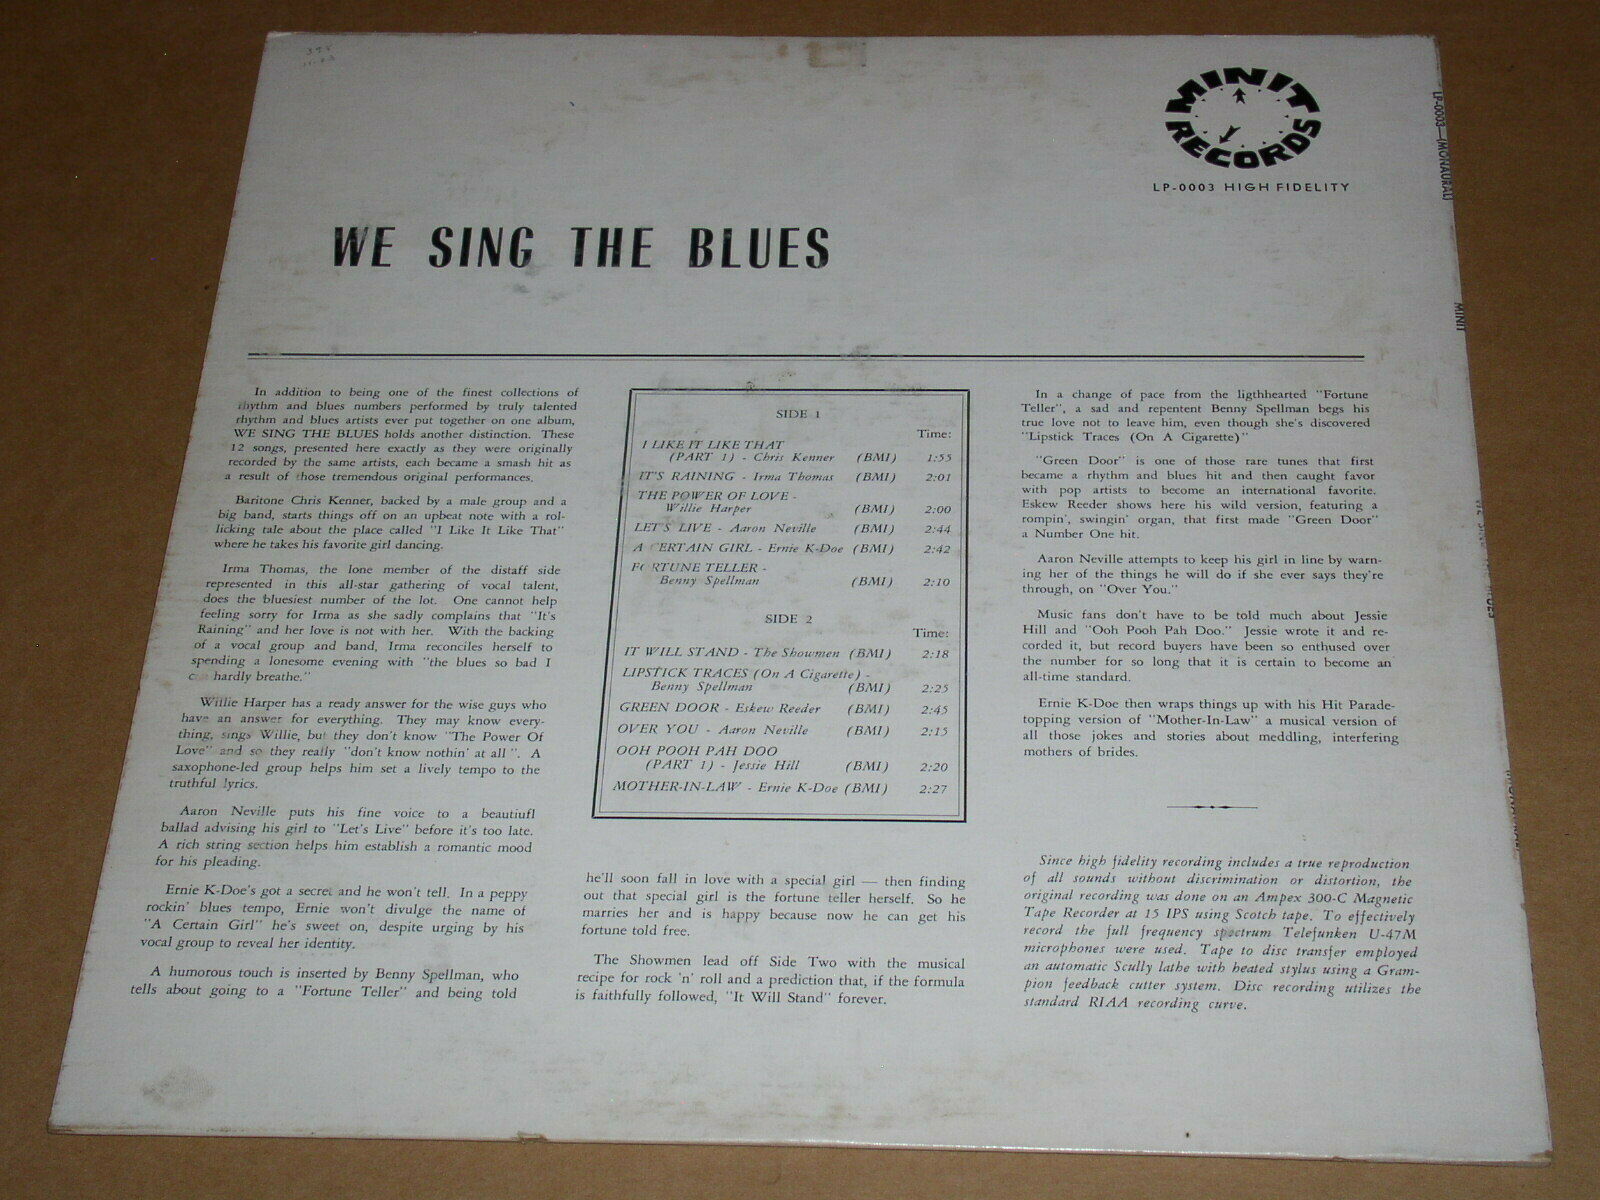 MINIT
RECORDS
LP-0003 HIGH FIDELITY
WE SING THE BLUES
In addition to being one of the finest collections of
rhythm and blues numbers performed by truly talented
rhythm and blues artists ever put together on one album,
WE SING THE BLUES holds another distinction. These
12 songs, presented here exactly as they were originally
recorded by the same artists, each became a smash hit as
a result of those tremendous original performances.
Baritone Chris Kenner, backed by a male group and a
big band, starts things off on an upbeat note with a rol-
licking tale about the place called "I Like It Like That"
where he takes his favorite girl dancing.
Irma Thomas, the lone member of the distaff side
represented in this all-star gathering of vocal talent,
does the bluesiest number of the lot. One cannot help
feeling sorry for Irma as she sadly complains that "It's
Raining" and her love is not with her. With the backing
of a vocal group and band, Irma reconciles herself to
spending a lonesome evening with "the blues so bad I
c hardly breathe."
Willie Harper has a ready answer for the wise guys who
have an answer for everything. They may know every-
thing, sings Willie, but they don't know "The Power Of
Love" and so they really "don't know nothin' at all ". A
saxophone-led group helps him set a lively tempo to the
truthful lyrics.
Aaron Neville puts his fine voice to a beautiufl
ballad advising his girl to "Let's Live" before it's too late.
A rich string section helps him establish a romantic mood
for his pleading.
Ernie K-Doe's got a secret and he won't tell. In a peppy
rockin' blues tempo, Ernie won't divulge the name of
"A Certain Girl" he's sweet on, despite urging by his
vocal group to reveal her identity.
A humorous touch is inserted by Benny Spellman, who
tells about going to a "Fortune Teller" and being told
SIDE 1
Time:
I LIKE IT LIKE THAT
(PART 1) - Chris Kenner (BMI) 1:55
IT'S RAINING - Irma Thomas (BMI) 2:01
THE POWER OF LOVE -
Willie Harper (BMI) 2:00
LET'S LIVE - Aaron Neville (BMI) 2:44
A CERTAIN GIRL - Ernie K-Doe (BMI) 2:42
FORTUNE TELLER -
Benny Spellman (BMI) 2:10
SIDE 2
Time:
IT WILL STAND - The Showmen (BMI) 2:18
LIPSTICK TRACES (On A Cigarette) -
Benny Spellman (BMI) 2:25
GREEN DOOR - Eskew Reeder (BMI) 2:45
OVER YOU - Aaron Neville (BMI) 2:15
OOH POOH PAH DOO
(PART 1) - Jessie Hill (BMI) 2:20
MOTHER-IN-LAW - Ernie K-Doe (BMI) 2:27
he'll soon fall in love with a special girl — then finding
out that special girl is the fortune teller herself. So he
marries her and is happy because now he can get his
fortune told free.
The Showmen lead off Side Two with the musical
recipe for rock 'n' roll and a prediction that, if the formula
is faithfully followed, "It Will Stand" forever.
In a change of pace from the ligthhearted "Fortune
Teller", a sad and repentent Benny Spellman begs his
true love not to leave him, even though she's discovered
"Lipstick Traces (On A Cigarette)"
"Green Door" is one of those rare tunes that first
became a rhythm and blues hit and then caught favor
with pop artists to become an international favorite.
Eskew Reeder shows here his wild version, featuring a
rompin', swingin' organ, that first made "Green Door"
a Number One hit.
Aaron Neville attempts to keep his girl in line by warn-
ing her of the things he will do if she ever says they're
through, on "Over You."
Music fans don't have to be told much about Jessie
Hill and "Ooh Pooh Pah Doo." Jessie wrote it and re-
corded it, but record buyers have been so enthused over
the number for so long that it is certain to become an
all-time standard.
Ernie K-Doe then wraps things up with his Hit Parade-
topping version of "Mother-In-Law" a musical version of
all those jokes and stories about meddling, interfering
mothers of brides.
Since high fidelity recording includes a true reproduction
of all sounds without discrimination or distortion, the
original recording was done on an Ampex 300-C Magnetic
Tape Recorder at 15 IPS using Scotch tape. To effectively
record the full frequency spectrum Telefunken U-47M
microphones were used. Tape to disc transfer employed
an automatic Scully lathe with heated stylus using a Gram-
pion feedback cutter system. Disc recording utilizes the
standard RIAA recording curve.
LP-0003—(MONAURAL)
MINIT